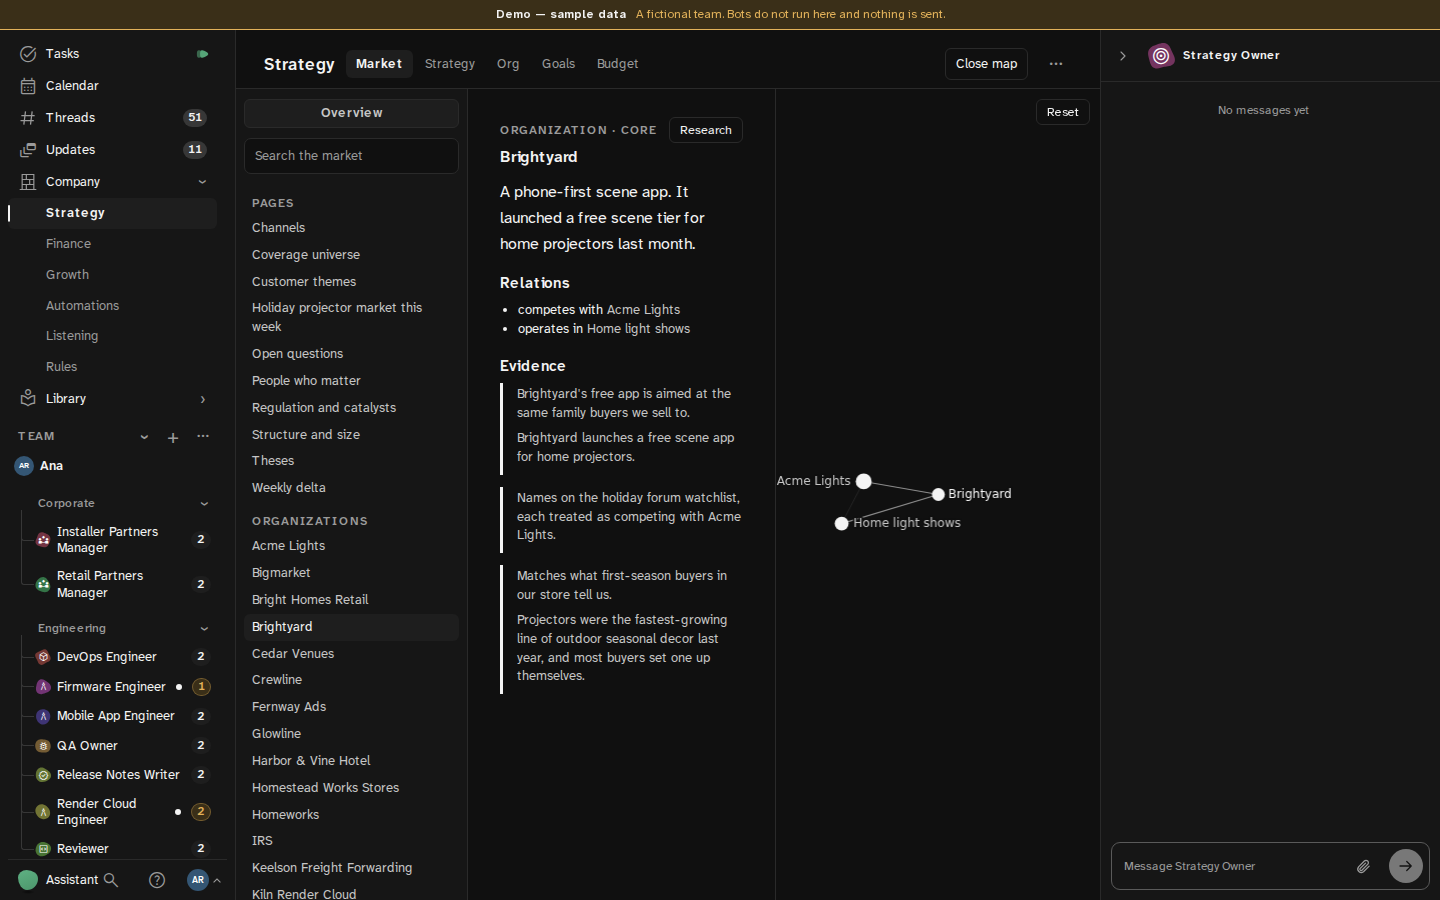 Demo — sample data A fictional team. Bots do not run here and nothing is sent.
Tasks
Calendar
Threads 51
Updates 11
Company
Strategy
Finance
Growth
Automations
Listening
Rules
Library
TEAM
AR Ana
Corporate
Installer Partners
Manager 2
Retail Partners
Manager 2
Engineering
DevOps Engineer 2
Firmware Engineer 1
Mobile App Engineer 2
QA Owner 2
Release Notes Writer 2
Render Cloud
Engineer 2
Reviewer 2
Assistant
AR
Strategy Market Strategy Org Goals Budget
Close map
Overview
Search the market
PAGES
Channels
Coverage universe
Customer themes
Holiday projector market this
week
Open questions
People who matter
Regulation and catalysts
Structure and size
Theses
Weekly delta
ORGANIZATIONS
Acme Lights
Bigmarket
Bright Homes Retail
Brightyard
Cedar Venues
Crewline
Fernway Ads
Glowline
Harbor & Vine Hotel
Homestead Works Stores
Homeworks
IRS
Keelson Freight Forwarding
Kiln Render Cloud
ORGANIZATION · CORE
Research
Brightyard
A phone-first scene app. It
launched a free scene tier for
home projectors last month.
Relations
• competes with Acme Lights
• operates in Home light shows
Evidence
Brightyard's free app is aimed at the
same family buyers we sell to.
Brightyard launches a free scene app
for home projectors.
Names on the holiday forum watchlist,
each treated as competing with Acme
Lights.
Matches what first-season buyers in
our store tell us.
Projectors were the fastest-growing
line of outdoor seasonal decor last
year, and most buyers set one up
themselves.
Reset
Acme Lights
Brightyard
Home light shows
Strategy Owner
No messages yet
Message Strategy Owner